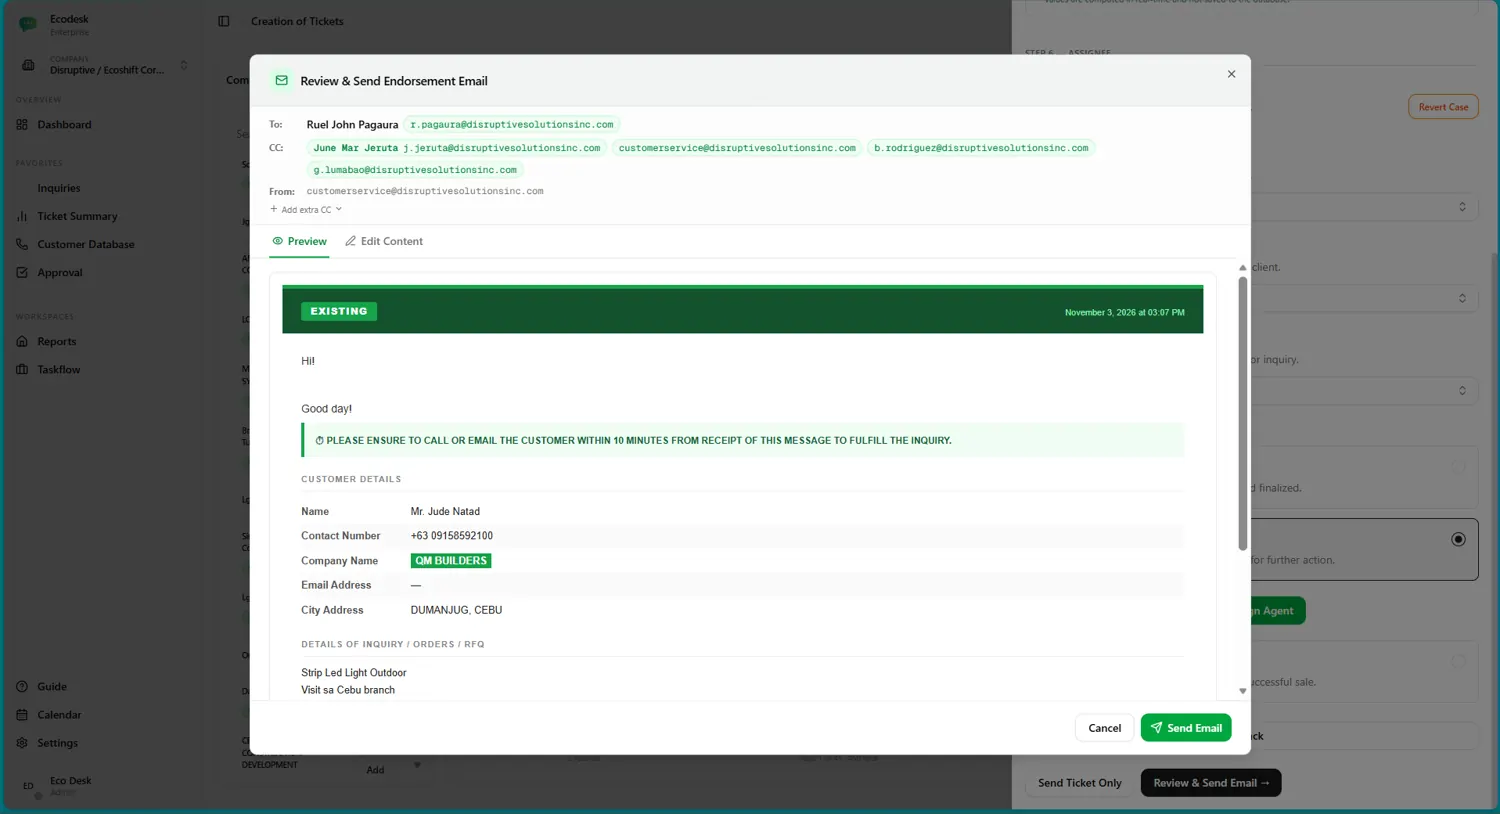 Ecodesk
Enterprise
COMPANY
Disruptive / Ecoshift Cor...
OVERVIEW
Dashboard
FAVORITES
Inquiries
Ticket Summary
Customer Database
Approval
WORKSPACES
Reports
Taskflow
Guide
Calendar
Settings
ED
Eco Desk
Admin
Creation of Tickets
Com
DEVELOPMENT
Add
Review & Send Endorsement Email
To: Ruel John Pagaura r.pagaura@disruptivesolutionsinc.com
CC: June Mar Jeruta j.jeruta@disruptivesolutionsinc.com customerservice@disruptivesolutionsinc.com b.rodriguez@disruptivesolutionsinc.com
g.lumabao@disruptivesolutionsinc.com
From: customerservice@disruptivesolutionsinc.com
+ Add extra CC
Preview Edit Content
EXISTING
November 3, 2026 at 03:07 PM
Hi!
Good day!
PLEASE ENSURE TO CALL OR EMAIL THE CUSTOMER WITHIN 10 MINUTES FROM RECEIPT OF THIS MESSAGE TO FULFILL THE INQUIRY.
CUSTOMER DETAILS
Name Mr. Jude Natad
Contact Number +63 09158592100
Company Name QM BUILDERS
Email Address —
City Address DUMANJUG, CEBU
DETAILS OF INQUIRY / ORDERS / RFQ
Strip Led Light Outdoor
Visit sa Cebu branch
Cancel Send Email
STEP 6 — ASSIGNEE
Revert Case
client.
or inquiry.
d finalized.
for further action.
gn Agent
uccessful sale.
ck
Send Ticket Only Review & Send Email →